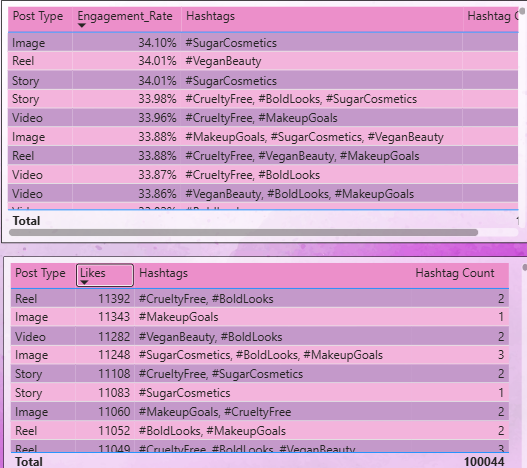 Post Type Engagement_Rate Hashtags Hashtag C
Image 34.10% #SugarCosmetics
Reel 34.01% #VeganBeauty
Story 34.01% #SugarCosmetics
Story 33.98% #CrueltyFree, #BoldLooks, #SugarCosmetics
Video 33.96% #CrueltyFree, #MakeupGoals
Image 33.88% #MakeupGoals, #SugarCosmetics, #VeganBeauty
Reel 33.88% #CrueltyFree, #VeganBeauty, #MakeupGoals
Video 33.87% #CrueltyFree, #BoldLooks
Video 33.86% #VeganBeauty, #BoldLooks, #MakeupGoals
Total
Post Type Likes Hashtags Hashtag Count
Reel 11392 #CrueltyFree, #BoldLooks 2
Image 11343 #MakeupGoals 1
Video 11282 #VeganBeauty, #BoldLooks 2
Image 11248 #SugarCosmetics, #BoldLooks, #MakeupGoals 3
Story 11108 #CrueltyFree, #SugarCosmetics 2
Story 11083 #SugarCosmetics 1
Image 11060 #MakeupGoals, #CrueltyFree 2
Reel 11052 #BoldLooks, #MakeupGoals 2
Reel 11049 #CrueltyFree, #BoldLooks, #VeganBeauty 3
Total 100044